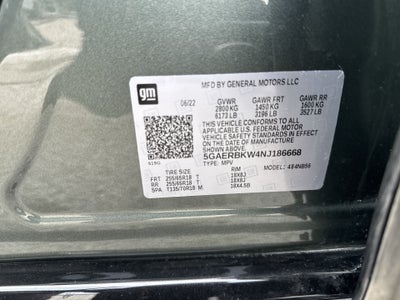 gm
MFD BY GENERAL MOTORS LLC
06/22 GVWR GAWR FRT GAWR RR
2800 KG 1450 KG 1600 KG
6173 LB 3196 LB 3527 LB
THIS VEHICLE CONFORMS TO ALL
APPLICABLE U.S. FEDERAL MOTOR
VEHICLE SAFETY STANDARDS IN
EFFECT ON THE DATE OF
MANUFACTURE SHOWN ABOVE.
5GAERBKW4NJ186668
TYPE: MPV MODEL: 4B4NB56
TIRE SIZE RIM
FRT 255/65R18 T 18X8J
RR 255/65R18 T 18X8J
SPA T135/70R18 M 18X4.5B